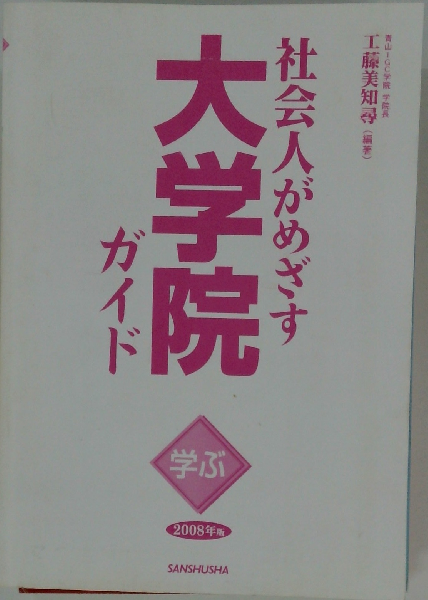 青山IGC学院 学院長
工藤美知尋(編著)
社会人がめざす
大学院
ガイド
学ぶ
2008年版
SANSHUSHA